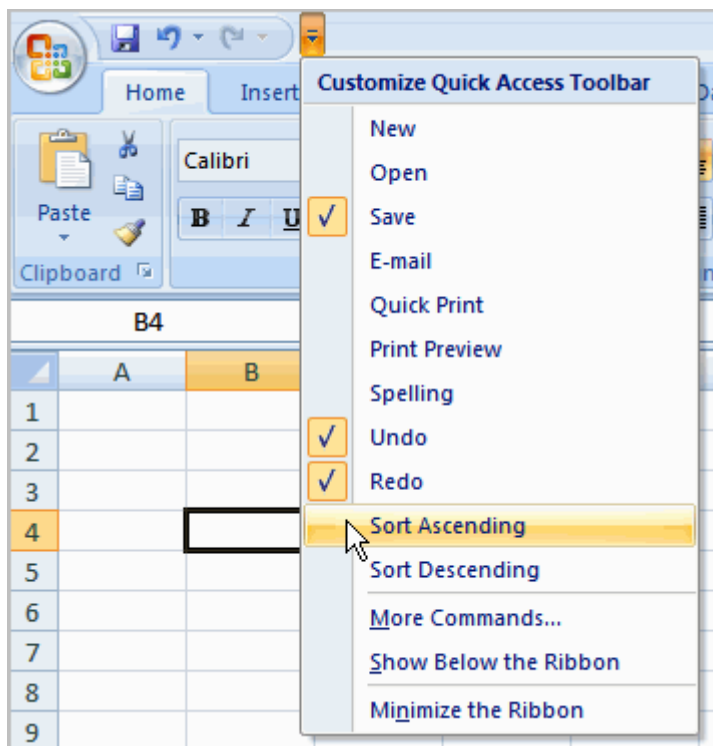 Customize Quick Access Toolbar
Home Insert
New
Open
Save
E-mail
Quick Print
Print Preview
Spelling
Undo
Redo
Sort Ascending
Sort Descending
More Commands...
Show Below the Ribbon
Minimize the Ribbon
Paste
Calibri
B I U
Clipboard
B4
A B
1
2
3
4
5
6
7
8
9